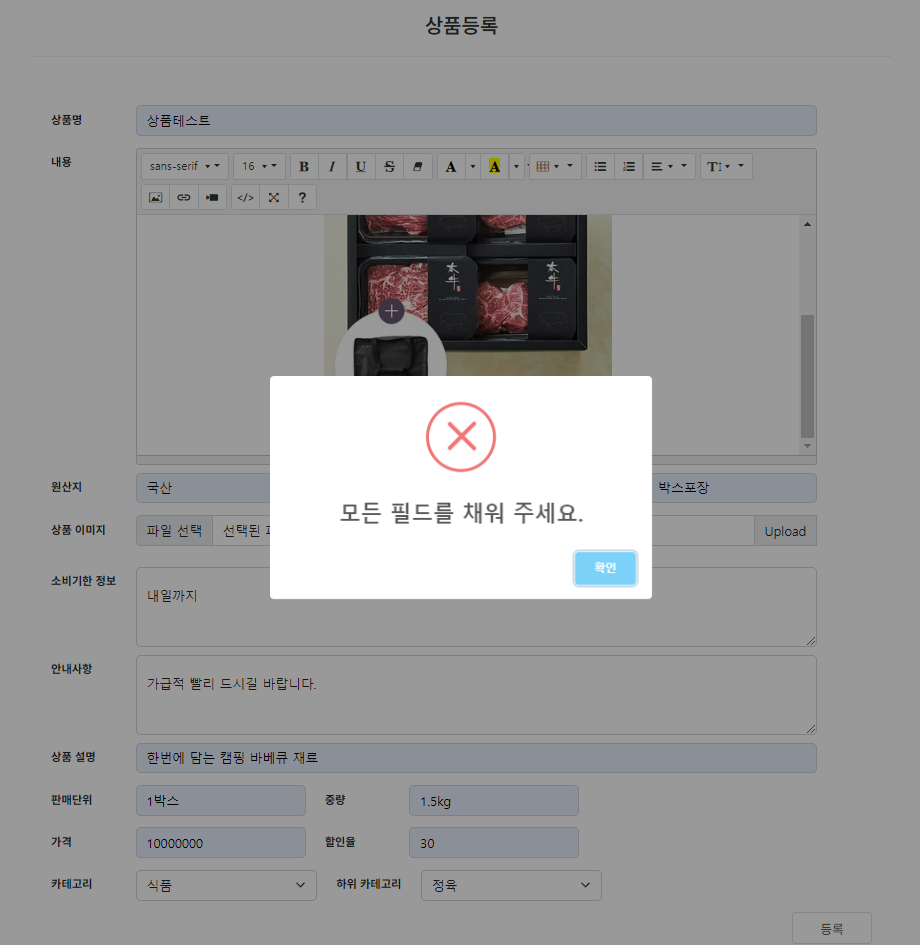 상품등록
상품명 상품테스트
내용 sans-serif 16 B I U S A A TI
</> ?
太牛 太牛
모든 필드를 채워 주세요.
확인
원산지 국산 박스포장
상품 이미지 파일 선택 선택된 Upload
소비기한 정보 내일까지
안내사항 가급적 빨리 드시길 바랍니다.
상품 설명 한번에 담는 캠핑 바베큐 재료
판매단위 1박스 중량 1.5kg
가격 10000000 할인율 30
카테고리 식품 하위 카테고리 정육
등록